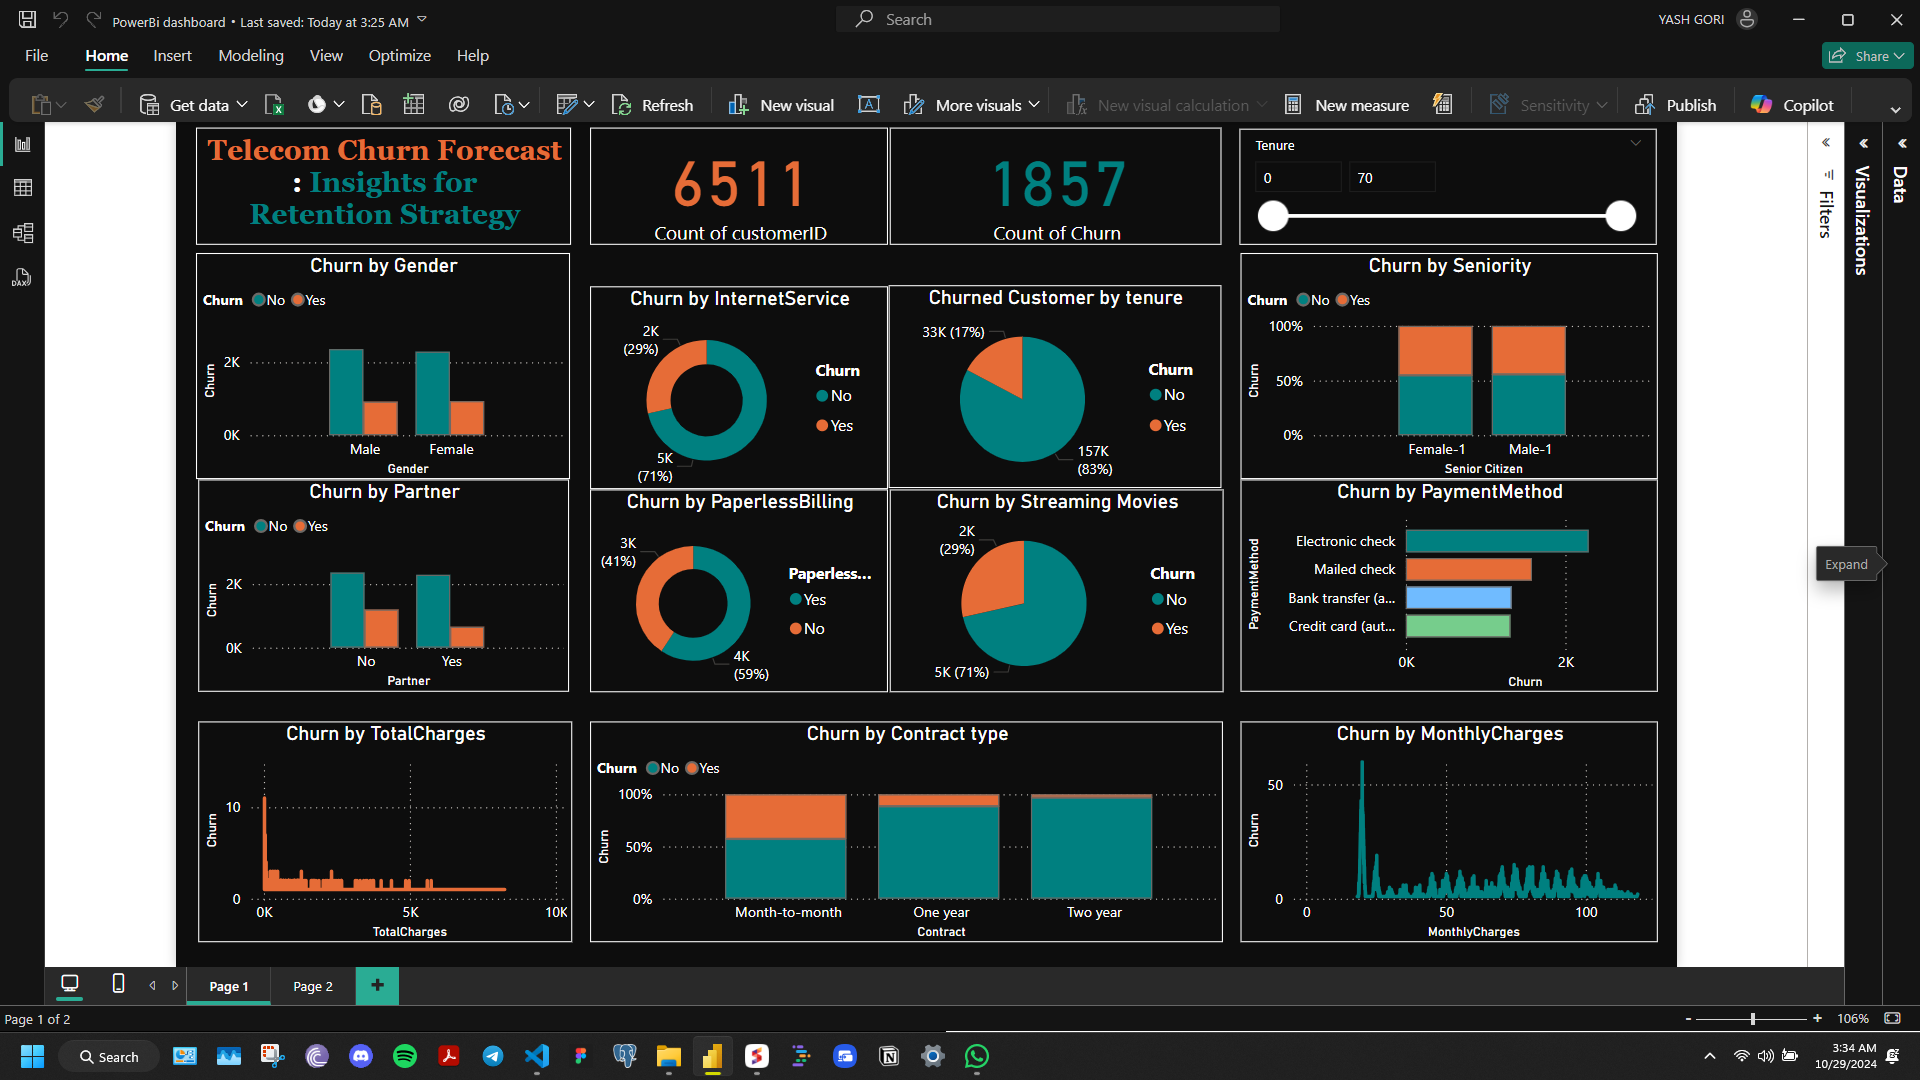 PowerBi dashboard • Last saved: Today at 3:25 AM
Search
YASH GORI
File
Home
Insert
Modeling
View
Optimize
Help
Share
Get data
Refresh
New visual
More visuals
New visual calculation
New measure
Sensitivity
Publish
Copilot
DAX
Telecom Churn Forecast
: Insights for
Retention Strategy
6511
Count of customerID
1857
Count of Churn
Tenure
0
70
Filters
Visualizations
Data
Expand
Churn by Gender
Churn No Yes
Churn
2K
0K
Male
Female
Gender
Churn by InternetService
2K
(29%)
5K
(71%)
Churn
No
Yes
Churned Customer by tenure
33K (17%)
157K
(83%)
Churn
No
Yes
Churn by Seniority
Churn No Yes
Churn
100%
50%
0%
Female-1
Male-1
Senior Citizen
Churn by Partner
Churn No Yes
Churn
2K
0K
No
Yes
Partner
Churn by PaperlessBilling
3K
(41%)
4K
(59%)
Paperless...
Yes
No
Churn by Streaming Movies
2K
(29%)
5K (71%)
Churn
No
Yes
Churn by PaymentMethod
PaymentMethod
Electronic check
Mailed check
Bank transfer (a...
Credit card (aut...
0K
2K
Churn
Churn by TotalCharges
Churn
10
0
0K
5K
10K
TotalCharges
Churn by Contract type
Churn No Yes
Churn
100%
50%
0%
Month-to-month
One year
Two year
Contract
Churn by MonthlyCharges
Churn
50
0
0
50
100
MonthlyCharges
Page 1
Page 2
+
Page 1 of 2
- + 106%
Search
3:34 AM
10/29/2024